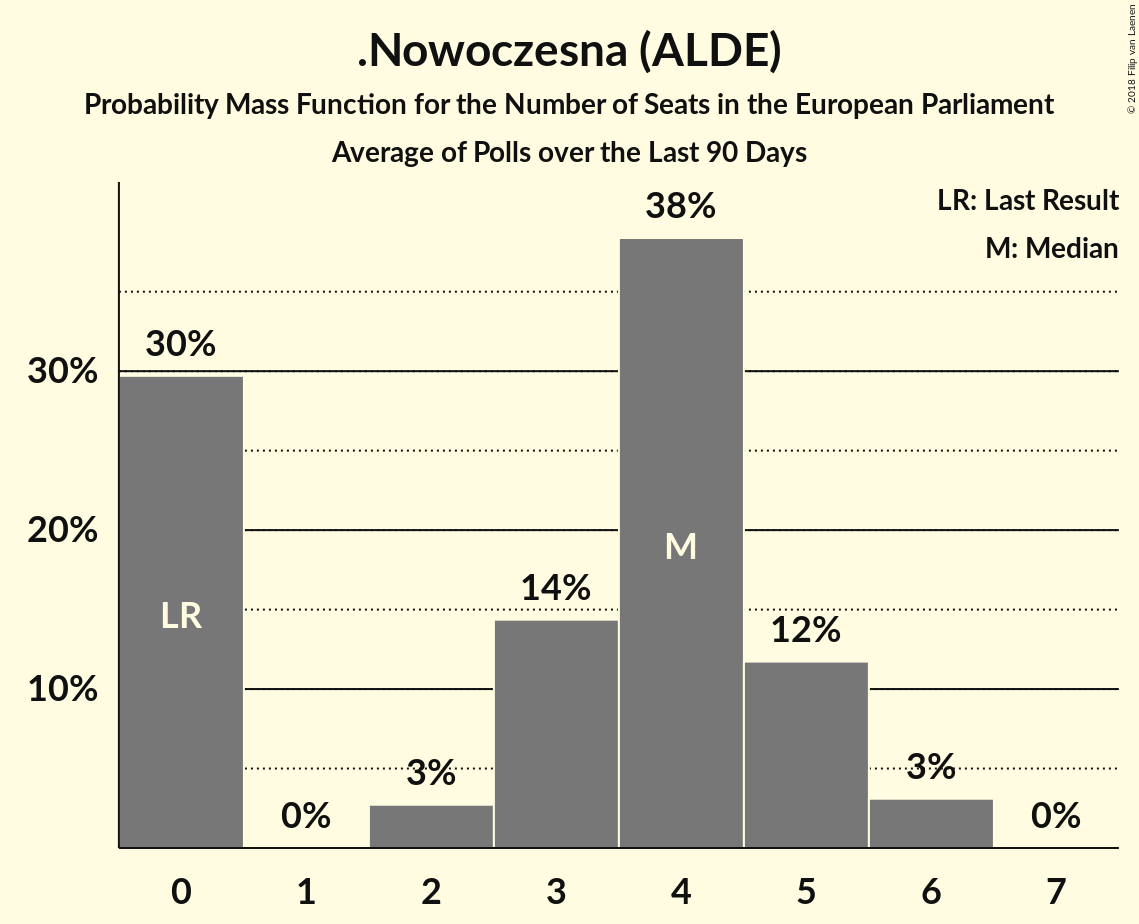 .Nowoczesna (ALDE)
Probability Mass Function for the Number of Seats in the European Parliament
Average of Polls over the Last 90 Days
© 2018 Filip van Laenen
LR: Last Result
M: Median
38%
30%
30%
20%
10%
LR
M
14%
12%
3%
3%
0%
0%
0 1 2 3 4 5 6 7